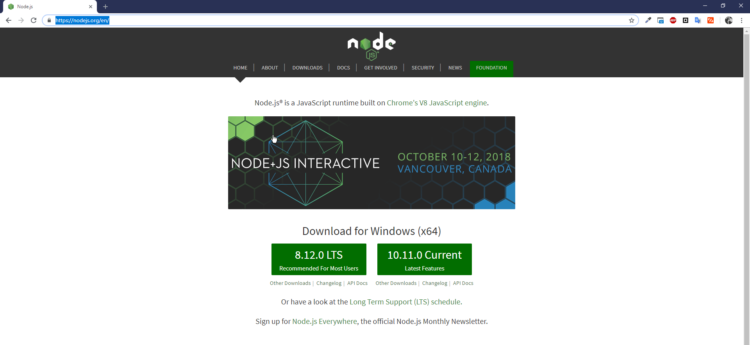 Node.js
https://nodejs.org/en/
node
JS
HOME | ABOUT | DOWNLOADS | DOCS | GET INVOLVED | SECURITY | NEWS FOUNDATION
Node.js® is a JavaScript runtime built on Chrome's V8 JavaScript engine.
NODE+JS INTERACTIVE
OCTOBER 10-12, 2018
VANCOUVER, CANADA
Download for Windows (x64)
8.12.0 LTS
Recommended For Most Users
10.11.0 Current
Latest Features
Other Downloads | Changelog | API Docs
Other Downloads | Changelog | API Docs
Or have a look at the Long Term Support (LTS) schedule.
Sign up for Node.js Everywhere, the official Node.js Monthly Newsletter.